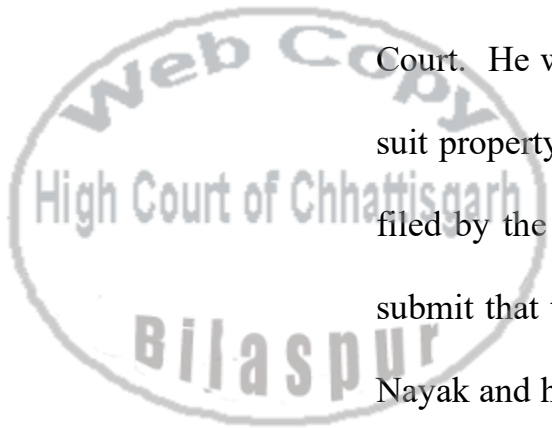 Web Copy
High Court of Chhattisgarh
Bilaspur
Court. He
suit property
filed by the
submit that
Nayak and